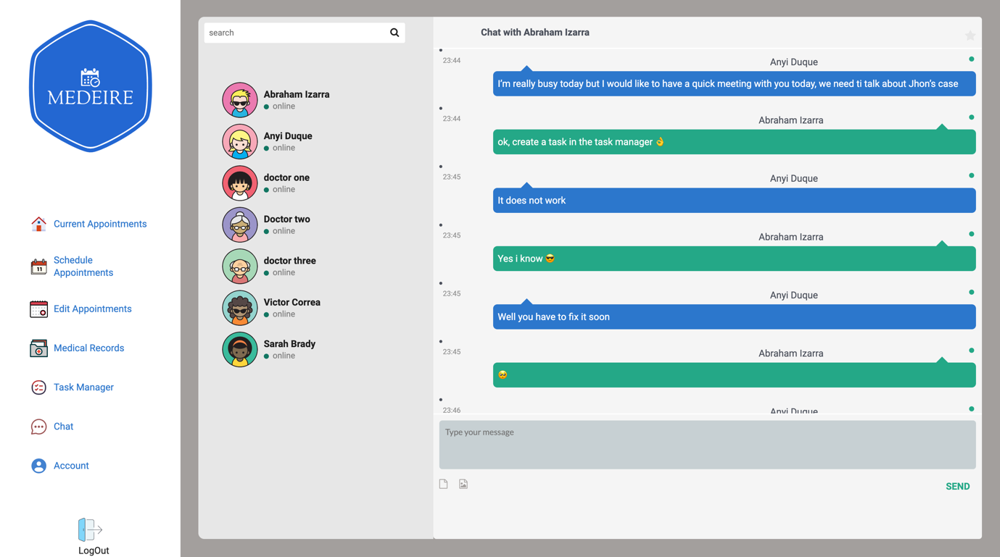 MEDEIRE
Current Appointments
Schedule
Appointments
11
Edit Appointments
Medical Records
Task Manager
Chat
Account
LogOut
search
Abraham Izarra
online
Anyi Duque
online
doctor one
online
Doctor two
online
doctor three
online
Victor Correa
online
Sarah Brady
online
Chat with Abraham Izarra
23:44
Anyi Duque
I'm really busy today but I would like to have a quick meeting with you today, we need ti talk about Jhon's case
23:44
Abraham Izarra
ok, create a task in the task manager 👌
23:45
Anyi Duque
It does not work
23:45
Abraham Izarra
Yes i know 😎
23:45
Anyi Duque
Well you have to fix it soon
23:45
Abraham Izarra
🥺
23:46
Anyi Duque
Type your message
SEND